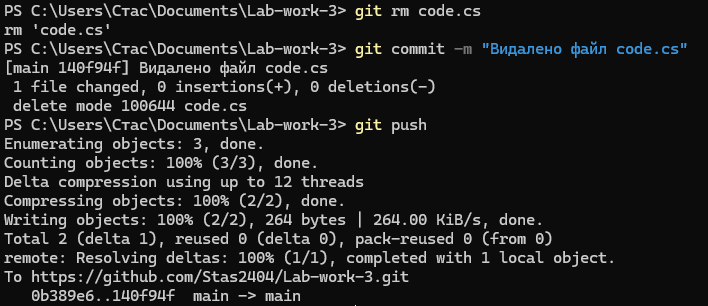 PS C:\Users\Стас\Documents\Lab-work-3> git rm code.cs
rm 'code.cs'
PS C:\Users\Стас\Documents\Lab-work-3> git commit -m "Видалено файл code.cs"
[main 140f94f] Видалено файл code.cs
 1 file changed, 0 insertions(+), 0 deletions(-)
 delete mode 100644 code.cs
PS C:\Users\Стас\Documents\Lab-work-3> git push
Enumerating objects: 3, done.
Counting objects: 100% (3/3), done.
Delta compression using up to 12 threads
Compressing objects: 100% (2/2), done.
Writing objects: 100% (2/2), 264 bytes | 264.00 KiB/s, done.
Total 2 (delta 1), reused 0 (delta 0), pack-reused 0 (from 0)
remote: Resolving deltas: 100% (1/1), completed with 1 local object.
To https://github.com/Stas2404/Lab-work-3.git
   0b389e6..140f94f  main -> main